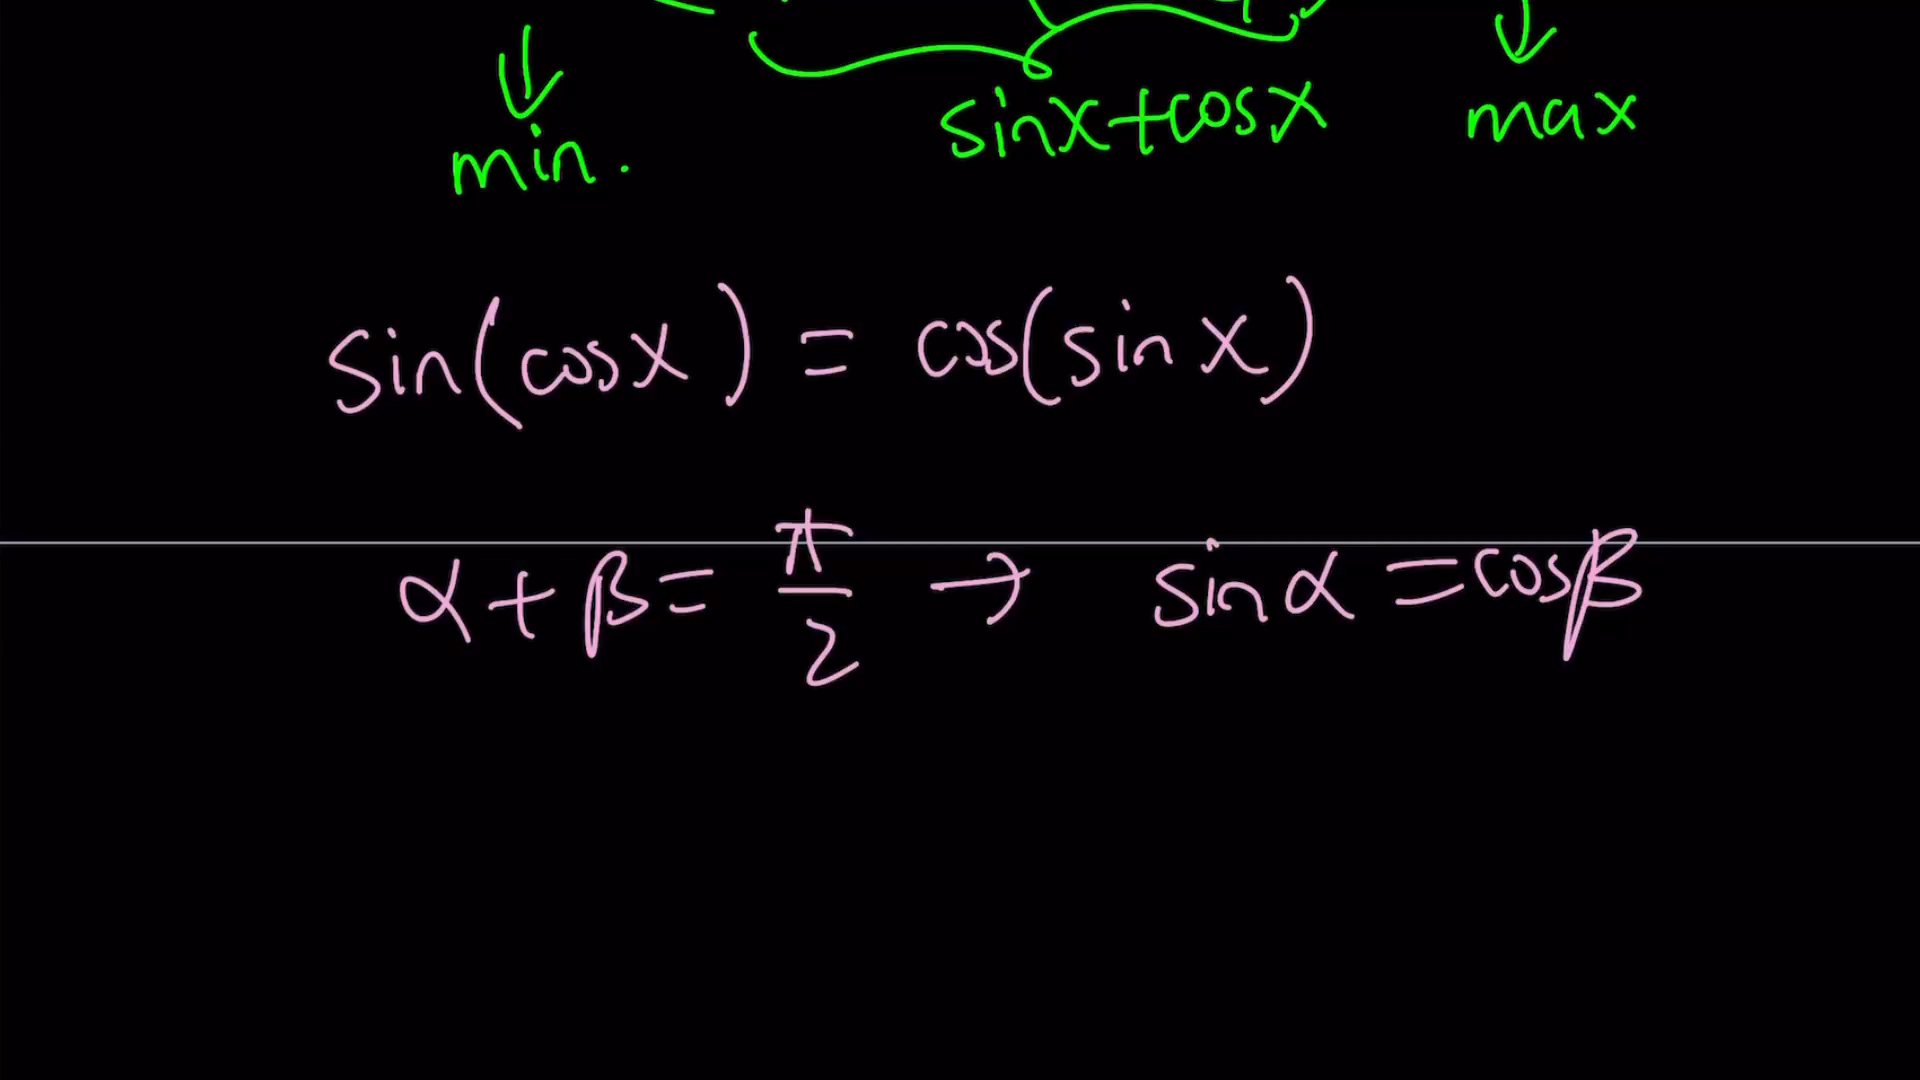 min. sinx+cosx max
sin(cosx) = cos(sinx)
α+β= π/2 → sinα=cosβ